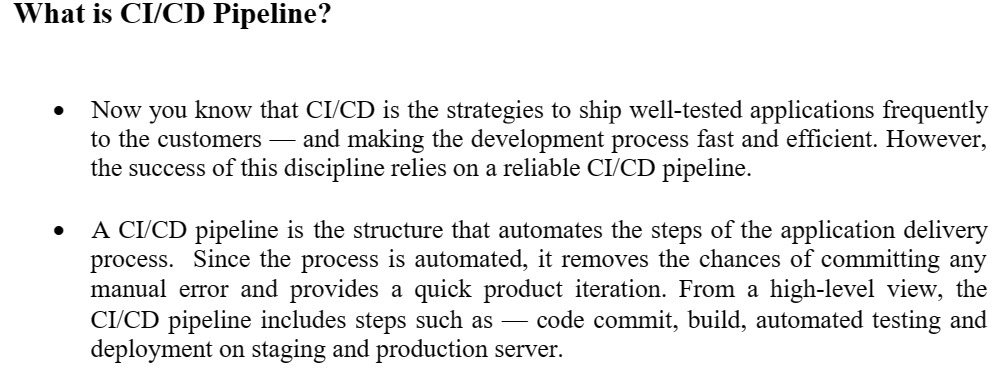 What is CI/CD Pipeline?
• Now you know that CI/CD is the strategies to ship well-tested applications frequently
to the customers — and making the development process fast and efficient. However,
the success of this discipline relies on a reliable CI/CD pipeline.
• A CI/CD pipeline is the structure that automates the steps of the application delivery
process.  Since the process is automated, it removes the chances of committing any
manual error and provides a quick product iteration. From a high-level view, the
CI/CD pipeline includes steps such as — code commit, build, automated testing and
deployment on staging and production server.